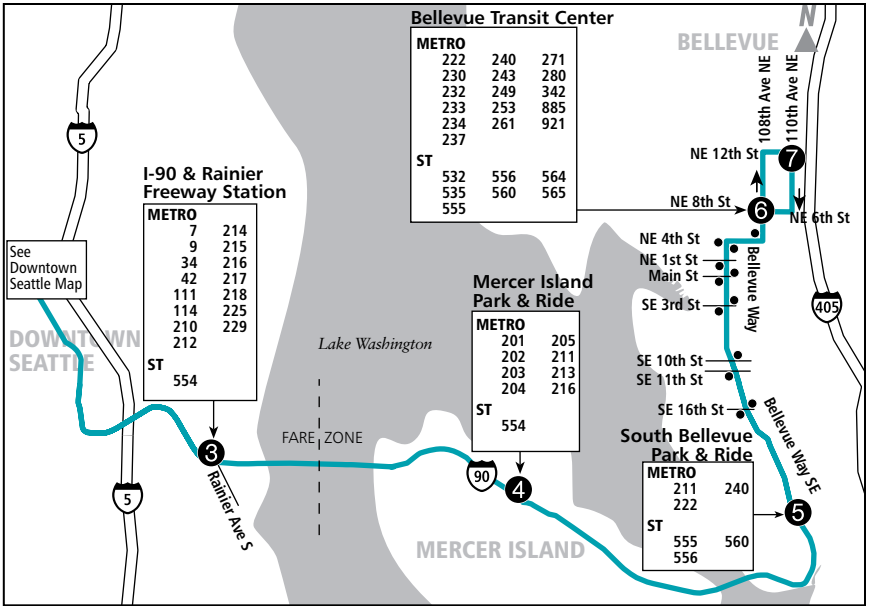 Bellevue Transit Center
METRO
222 240 271
230 243 280
232 249 342
233 253 885
234 261 921
237
ST
532 556 564
535 560 565
555
N
BELLEVUE
108th Ave NE
110th Ave NE
NE 12th St
7
NE 8th St
6
NE 6th St
NE 4th St
NE 1st St
Main St
SE 3rd St
Bellevue Way
405
SE 10th St
SE 11th St
SE 16th St
Bellevue Way SE
5
I-90 & Rainier
Freeway Station
METRO
7 214
9 215
34 216
42 217
111 218
114 225
210 229
212
ST
554
See
Downtown
Seattle Map
DOWNTOWN
SEATTLE
Lake Washington
Mercer Island
Park & Ride
METRO
201 205
202 211
203 213
204 216
ST
554
FARE ZONE
3
Rainier Ave S
5
90
4
MERCER ISLAND
South Bellevue
Park & Ride
METRO
211 240
222
ST
555 560
556
5